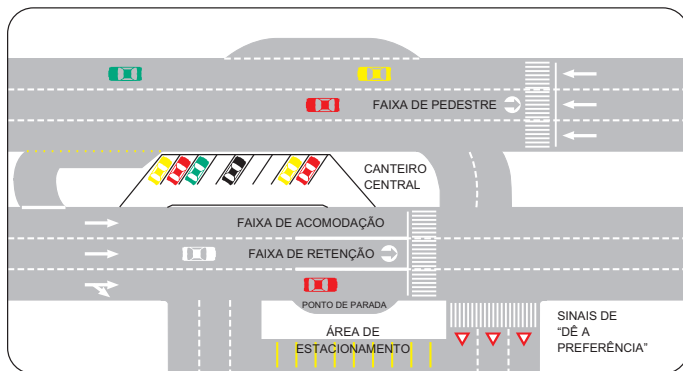 FAIXA DE PEDESTRE
CANTEIRO
CENTRAL
FAIXA DE ACOMODAÇÃO
FAIXA DE RETENÇÃO
PONTO DE PARADA
ÁREA DE
ESTACIONAMENTO
SINAIS DE
"DÊ A
PREFERÊNCIA"